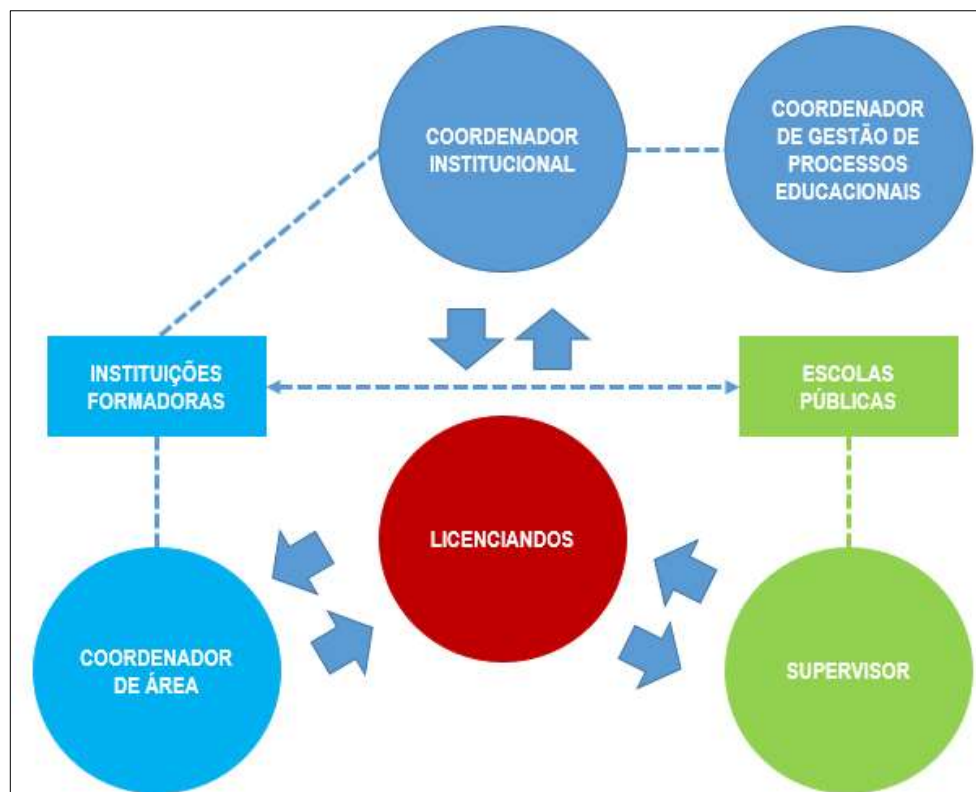 COORDENADOR
INSTITUCIONAL
COORDENADOR
DE GESTÃO DE
PROCESSOS
EDUCACIONAIS
INSTITUIÇÕES
FORMADORAS
ESCOLAS
PÚBLICAS
LICENCIANDOS
COORDENADOR
DE ÁREA
SUPERVISOR